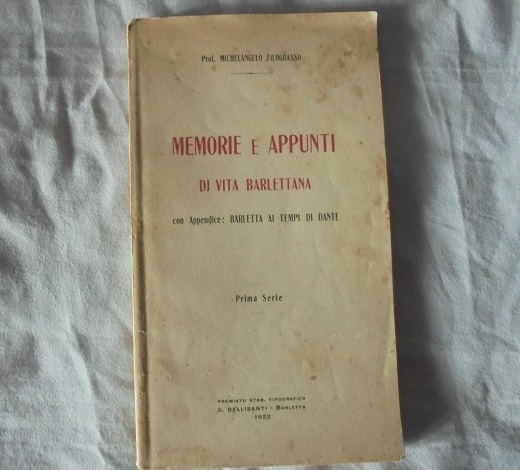 Prof. MICHELANGELO FILOGRASSO
MEMORIE E APPUNTI
DI VITA BARLETTANA
con Appendice: BARLETTA AI TEMPI DI DANTE
Prima Serie
PREMIATO STAB. TIPOGRAFICO
G. DELLISANTI - BARLETTA
1922